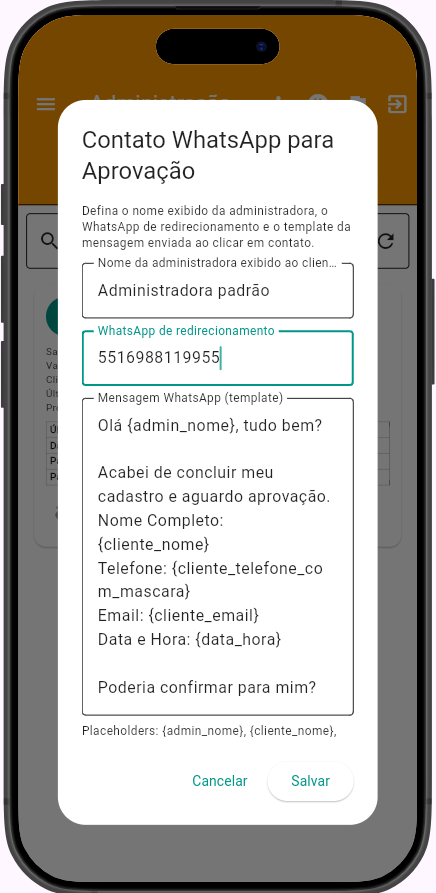 Contato WhatsApp para
Aprovação
Defina o nome exibido da administradora, o
WhatsApp de redirecionamento e o template da
mensagem enviada ao clicar em contato.
Nome da administradora exibido ao clien...
Administradora padrão
WhatsApp de redirecionamento
5516988119955
Mensagem WhatsApp (template)
Olá {admin_nome}, tudo bem?
Acabei de concluir meu
cadastro e aguardo aprovação.
Nome Completo:
{cliente_nome}
Telefone: {cliente_telefone_co
m_mascara}
Email: {cliente_email}
Data e Hora: {data_hora}
Poderia confirmar para mim?
Placeholders: {admin_nome}, {cliente_nome},
Cancelar
Salvar